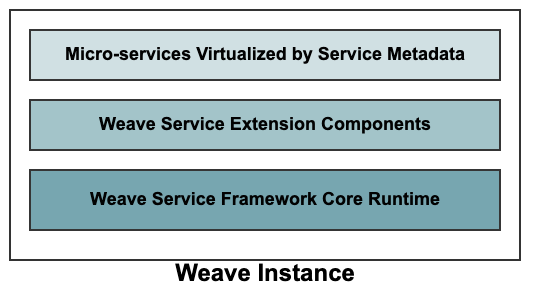 Micro-services Virtualized by Service Metadata
Weave Service Extension Components
Weave Service Framework Core Runtime
Weave Instance